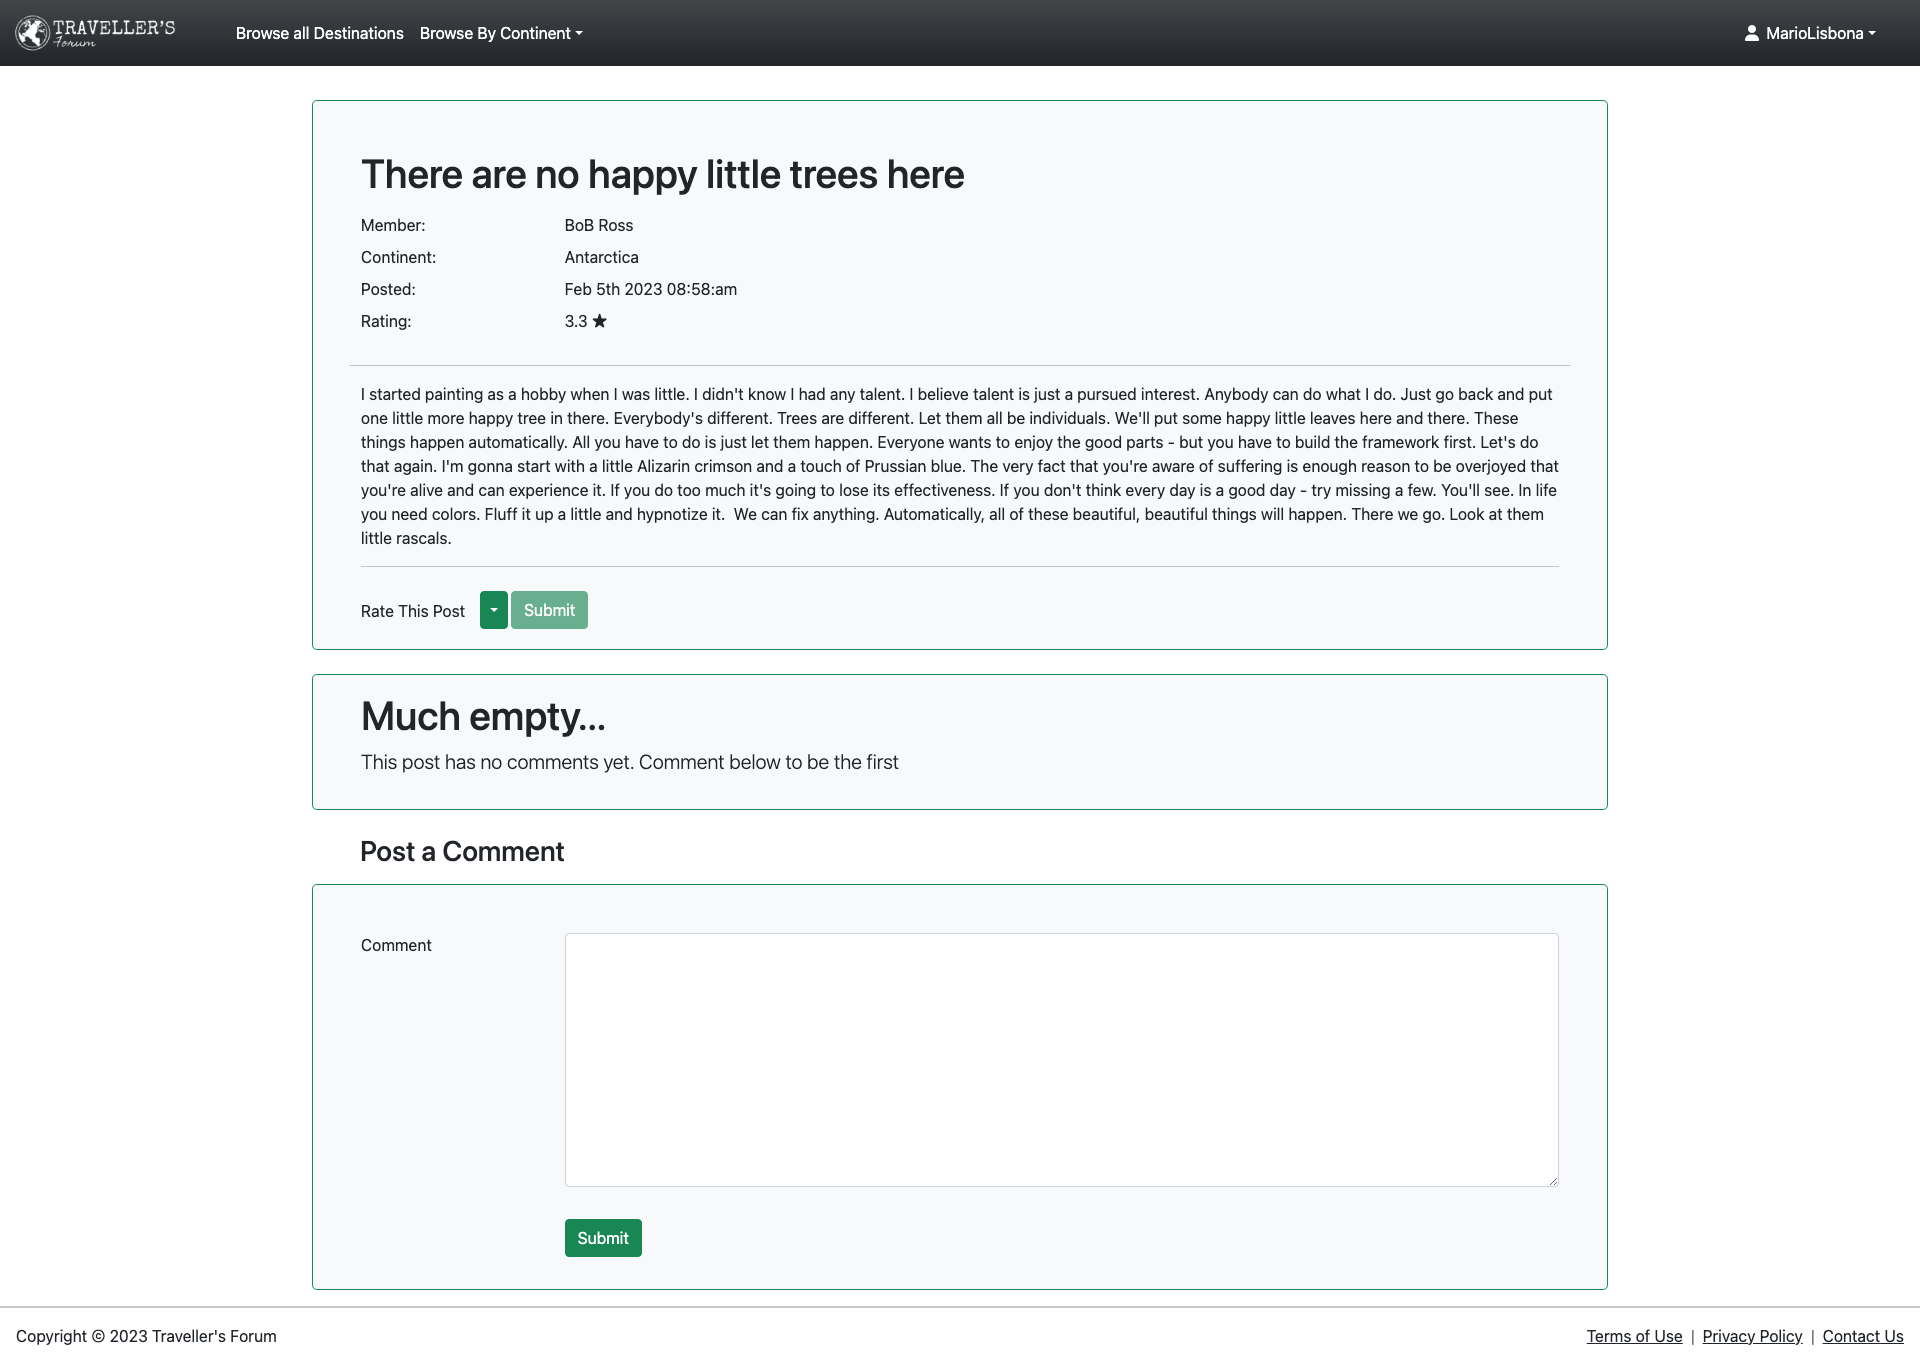 TRAVELLER'S
Forum
Browse all Destinations
Browse By Continent
MarioLisbona
There are no happy little trees here
Member: BoB Ross
Continent: Antarctica
Posted: Feb 5th 2023 08:58:am
Rating: 3.3 ★
I started painting as a hobby when I was little. I didn't know I had any talent. I believe talent is just a pursued interest. Anybody can do what I do. Just go back and put
one little more happy tree in there. Everybody's different. Trees are different. Let them all be individuals. We'll put some happy little leaves here and there. These
things happen automatically. All you have to do is just let them happen. Everyone wants to enjoy the good parts - but you have to build the framework first. Let's do
that again. I'm gonna start with a little Alizarin crimson and a touch of Prussian blue. The very fact that you're aware of suffering is enough reason to be overjoyed that
you're alive and can experience it. If you do too much it's going to lose its effectiveness. If you don't think every day is a good day - try missing a few. You'll see. In life
you need colors. Fluff it up a little and hypnotize it.  We can fix anything. Automatically, all of these beautiful, beautiful things will happen. There we go. Look at them
little rascals.
Rate This Post
Submit
Much empty...
This post has no comments yet. Comment below to be the first
Post a Comment
Comment
Submit
Copyright © 2023 Traveller's Forum
Terms of Use | Privacy Policy | Contact Us